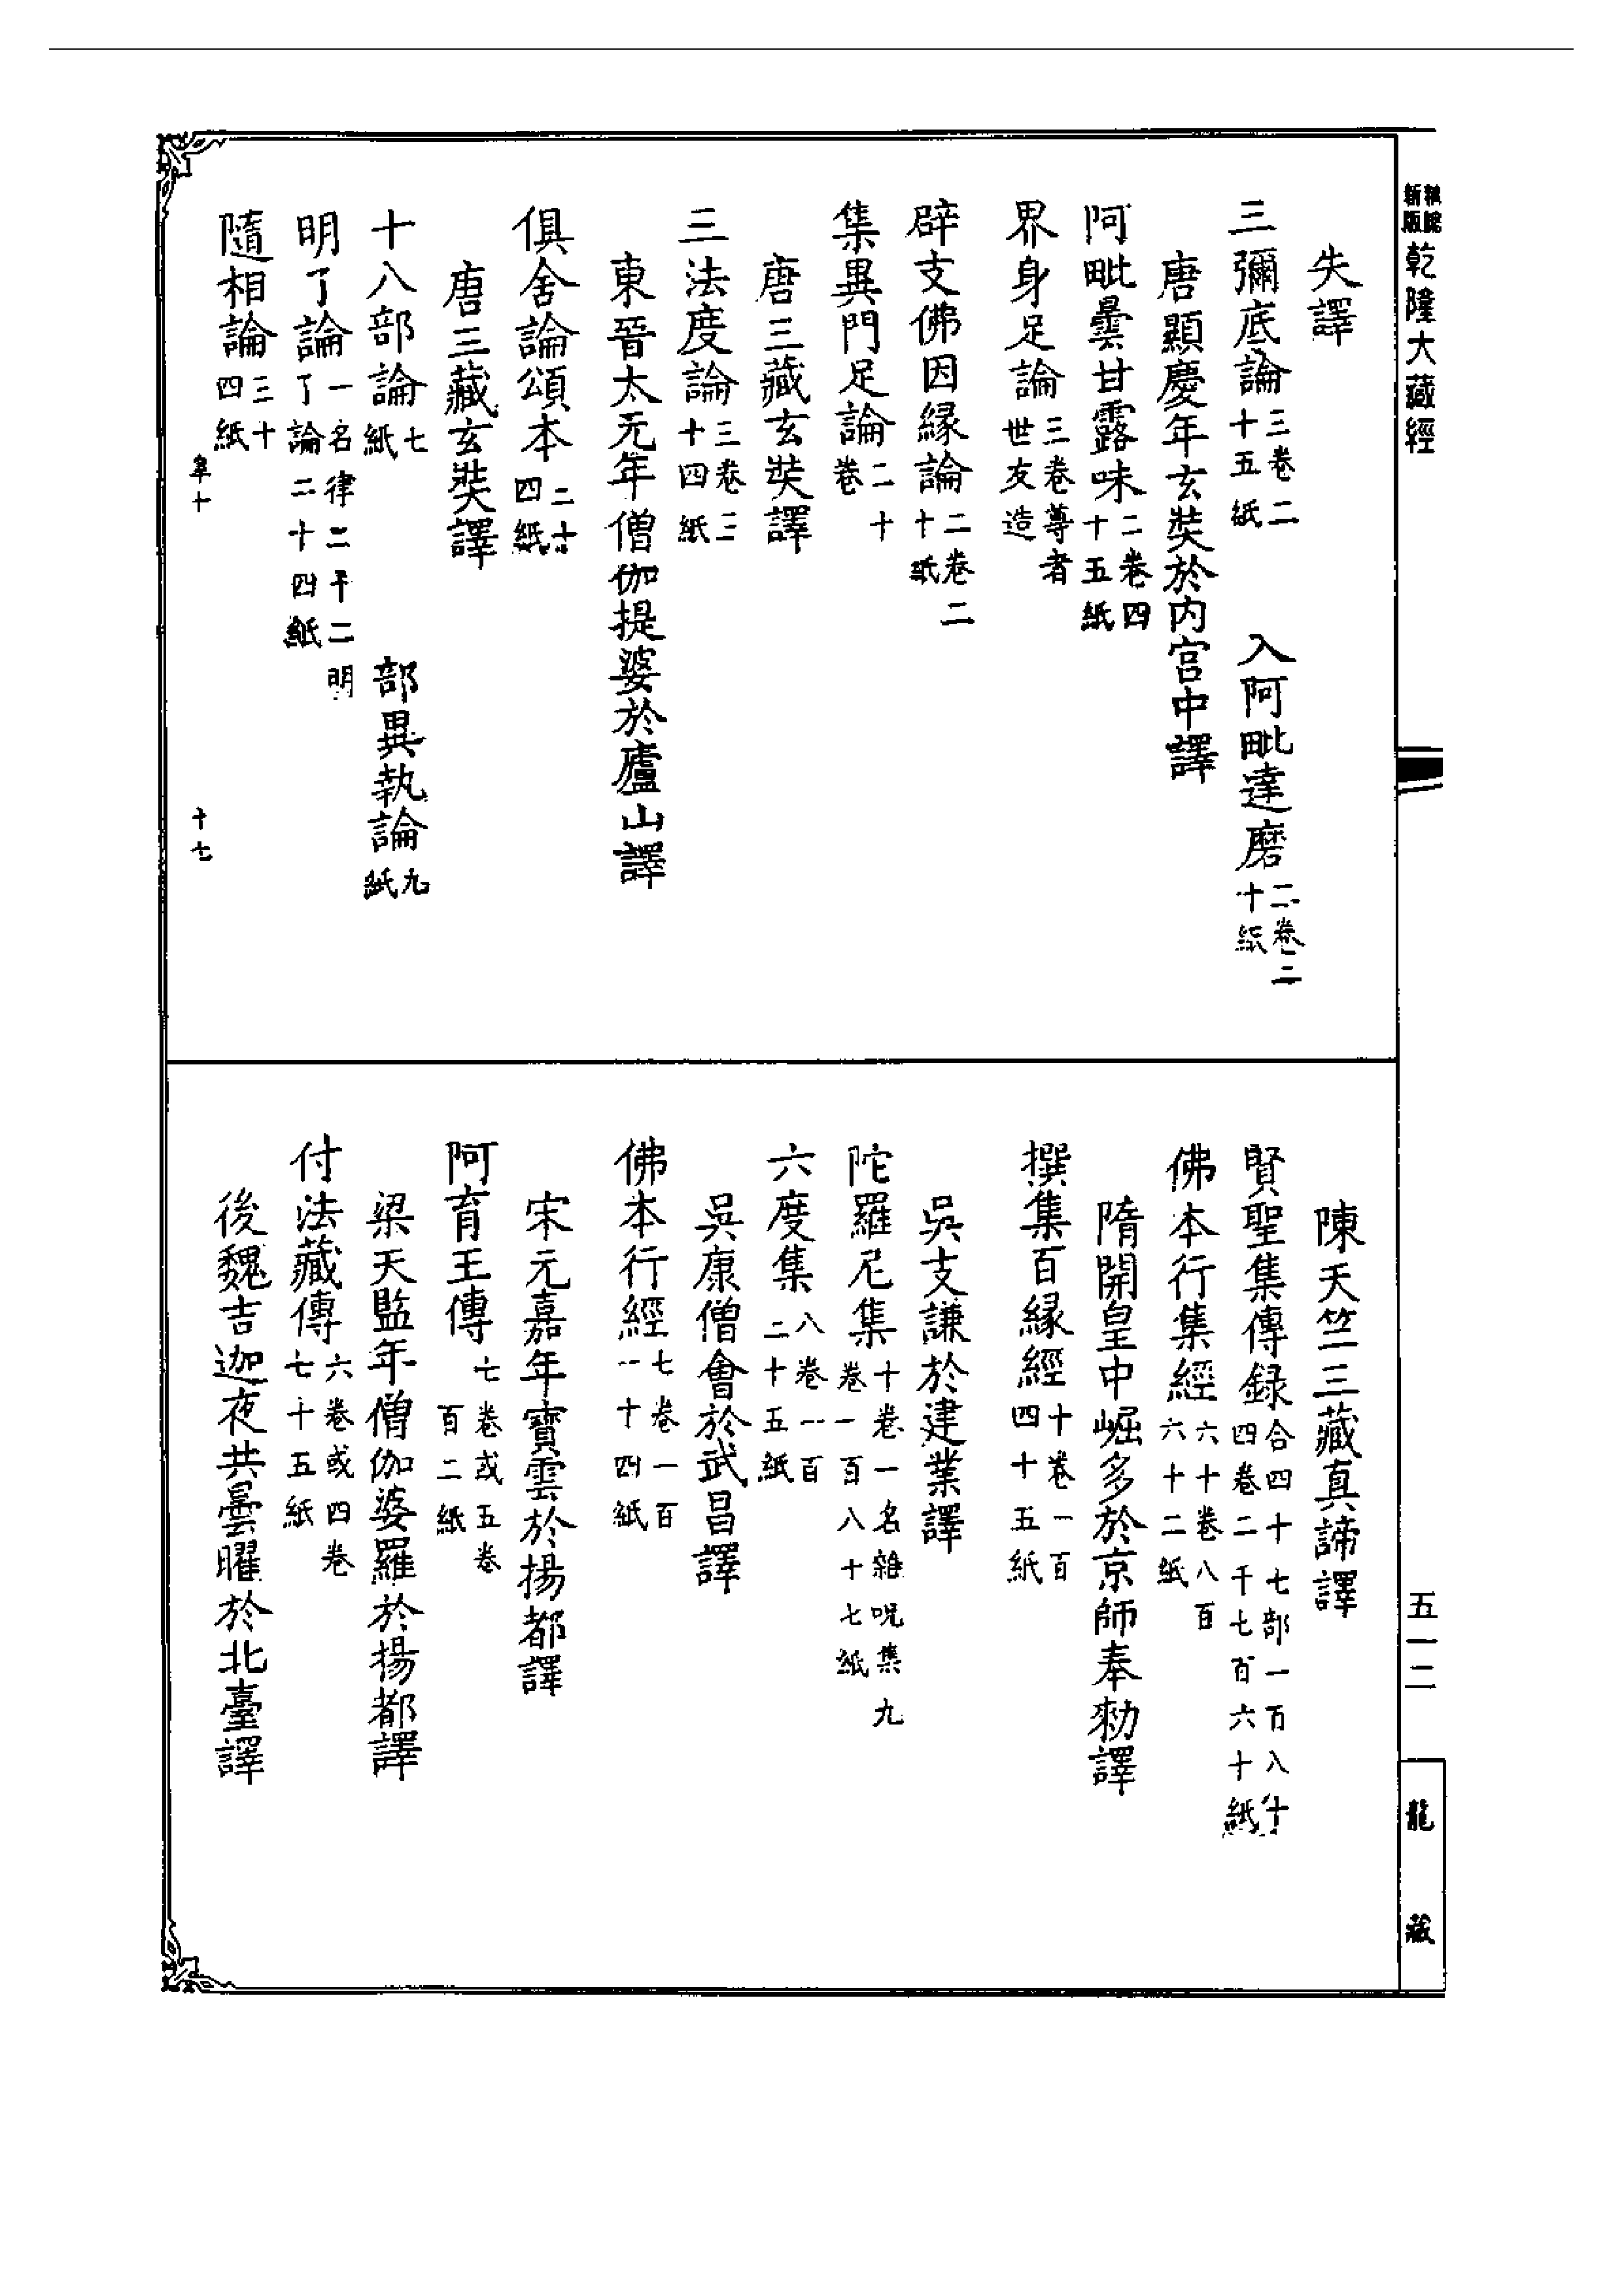 新版
乾隆大藏經
失譯
三彌底論三卷二十五紙 入阿毗達磨二卷二十紙
唐顯慶年玄奘於內宮中譯
阿毗曇甘露味二卷四十五紙
界身足論三卷尊者世友造
辟支佛因緣論二卷二十紙
集異門足論二十卷
唐三藏玄奘譯
三法度論三卷三十四紙
東晉太元年僧伽提婆於廬山譯
俱舍論頌本二十四紙
唐三藏玄奘譯
十八部論七紙 部異執論九紙
明了論一名律二十二明了論二十四紙
隨相論三十四紙
阜十 十七
陳天竺三藏真諦譯
賢聖集傳錄合四十七部一百八十四卷二千七百六十紙
佛本行集經六十卷八百六十二紙
隋開皇中崛多於京師奉勑譯
撰集百緣經十卷一百四十五紙
吳支謙於建業譯
陀羅尼集十卷一名雜呪集九卷一百八十七紙
六度集八卷一百二十五紙
吳康僧會於武昌譯
佛本行經七卷一百一十四紙
宋元嘉年寶雲於揚都譯
阿育王傳七卷或五卷百二紙
梁天監年僧伽婆羅於揚都譯
付法藏傳六卷或四卷七十五紙
後魏吉迦夜共曇曜於北臺譯
五一二
龍藏